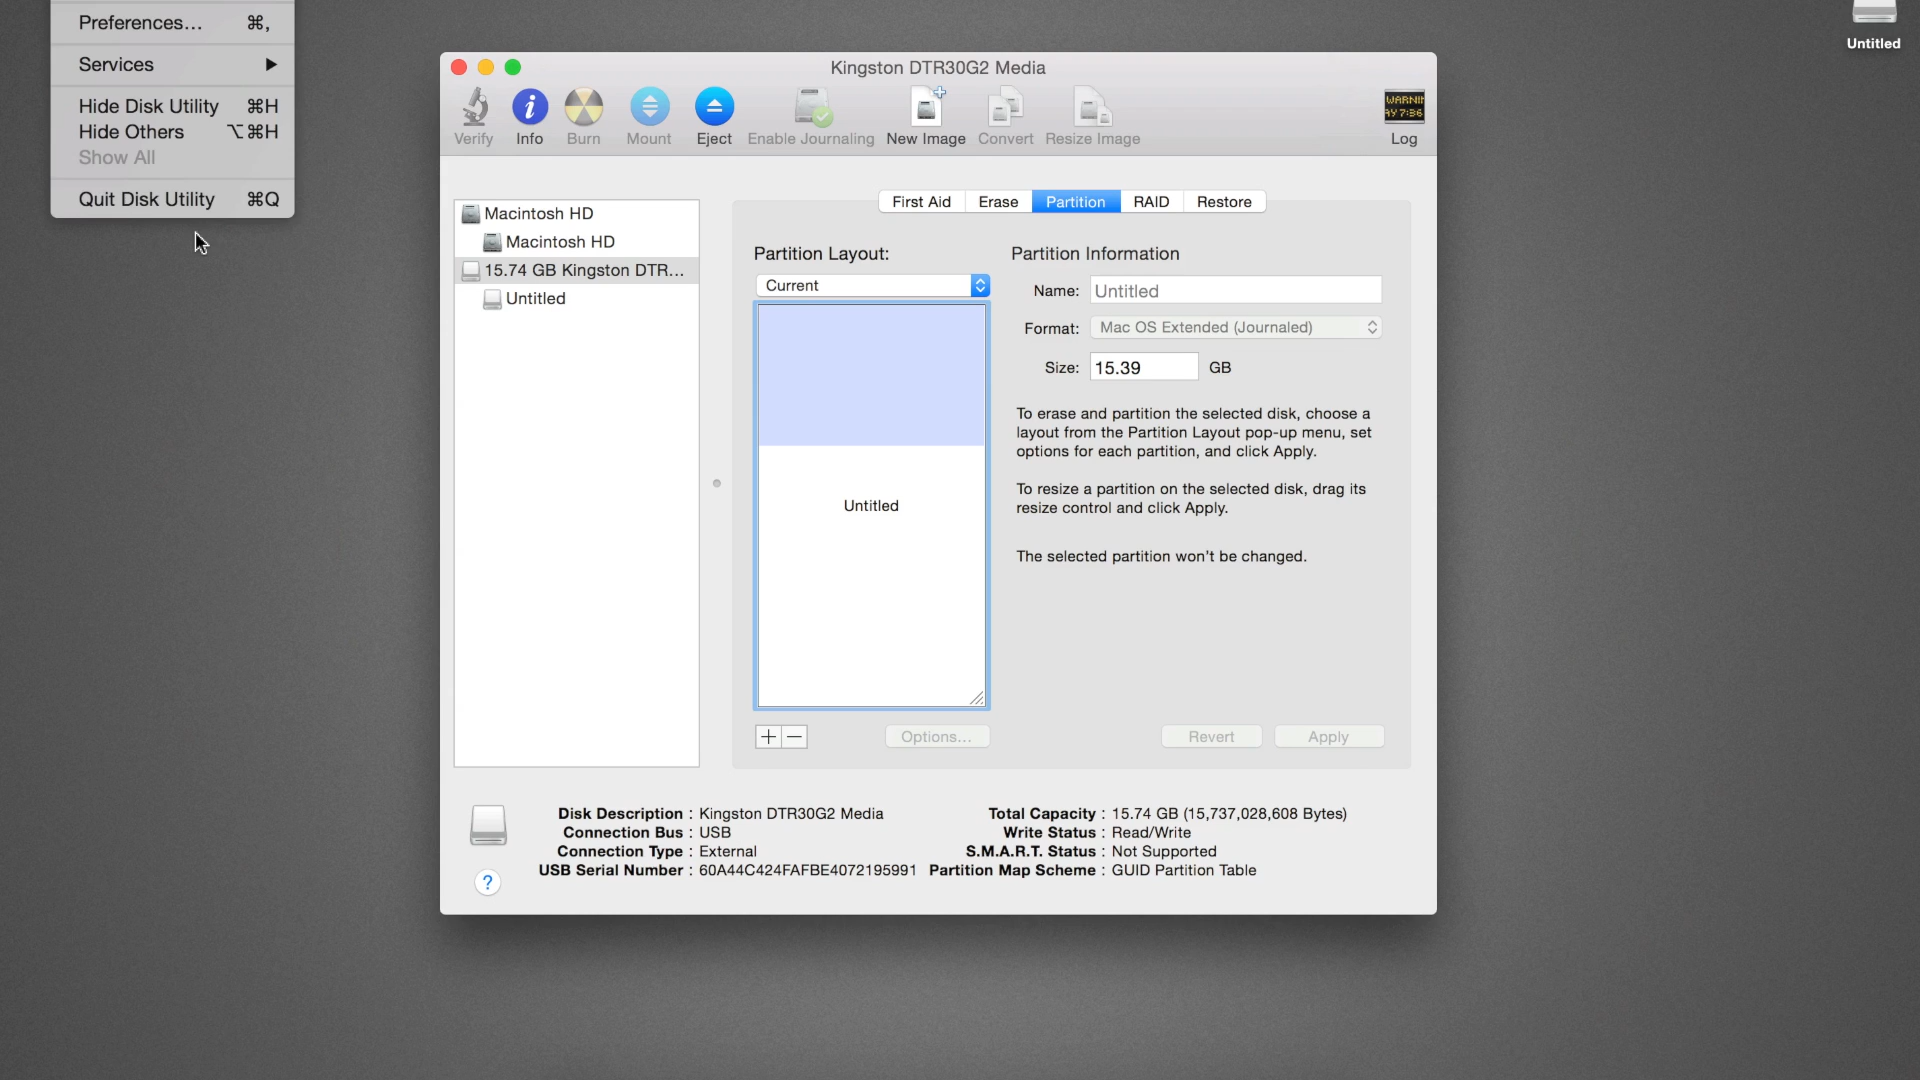 Preferences... ⌘,
Services ▶
Hide Disk Utility ⌘H
Hide Others ⌥⌘H
Show All
Quit Disk Utility ⌘Q
Untitled
Kingston DTR30G2 Media
Verify Info Burn Mount Eject Enable Journaling New Image Convert Resize Image Log
WARNIN
AY 7:36
Macintosh HD
Macintosh HD
15.74 GB Kingston DTR...
Untitled
First Aid Erase Partition RAID Restore
Partition Layout:
Current
Untitled
+ −
Options...
Partition Information
Name: Untitled
Format: Mac OS Extended (Journaled)
Size: 15.39 GB
To erase and partition the selected disk, choose a
layout from the Partition Layout pop-up menu, set
options for each partition, and click Apply.
To resize a partition on the selected disk, drag its
resize control and click Apply.
The selected partition won't be changed.
Revert Apply
Disk Description : Kingston DTR30G2 Media
Connection Bus : USB
Connection Type : External
USB Serial Number : 60A44C424FAFBE4072195991
Total Capacity : 15.74 GB (15,737,028,608 Bytes)
Write Status : Read/Write
S.M.A.R.T. Status : Not Supported
Partition Map Scheme : GUID Partition Table
?